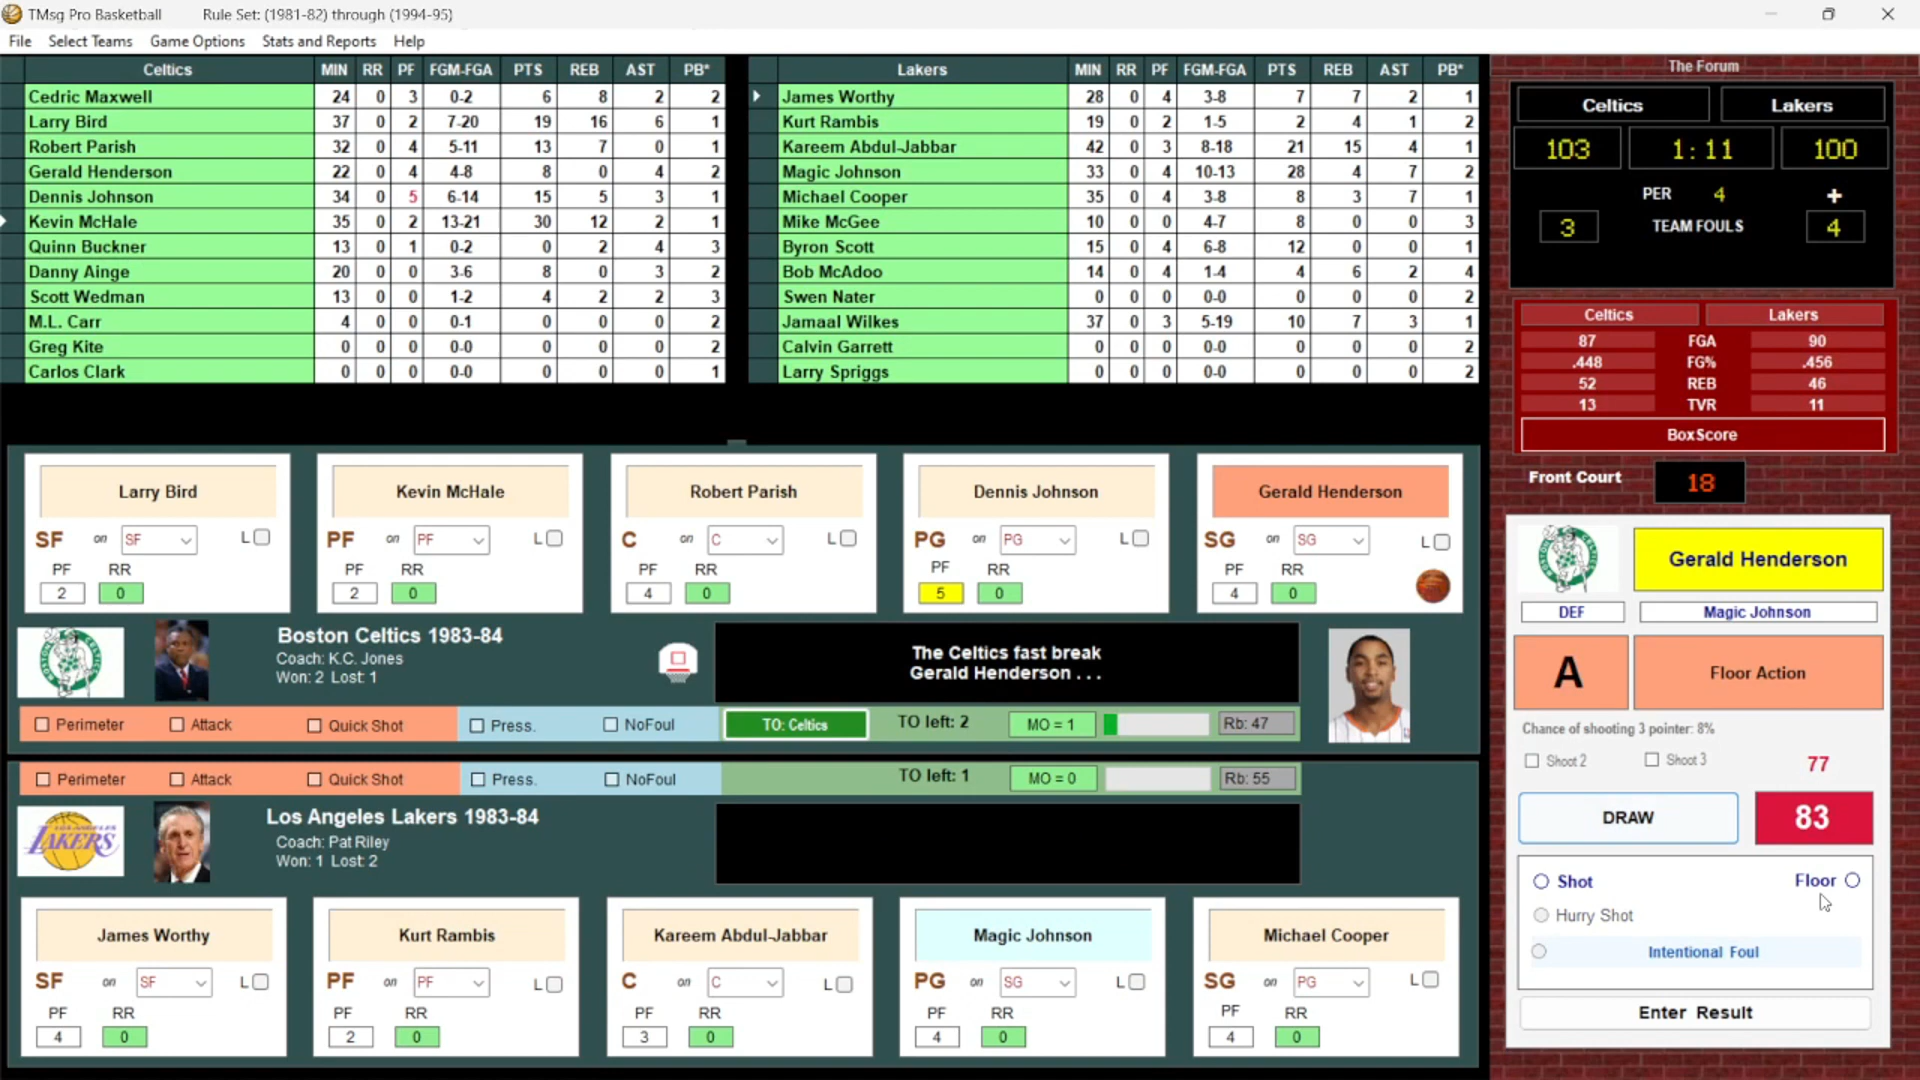 TMsg Pro Basketball Rule Set: (1981-82) through (1994-95)
File Select Teams Game Options Stats and Reports Help
Celtics MIN RR PF FGM-FGA PTS REB AST PB*
Cedric Maxwell 24 0 3 0-2 6 8 2 2
Larry Bird 37 0 2 7-20 19 16 6 1
Robert Parish 32 0 4 5-11 13 7 0 1
Gerald Henderson 22 0 4 4-8 8 0 4 2
Dennis Johnson 34 0 5 6-14 15 5 3 1
Kevin McHale 35 0 2 13-21 30 12 2 1
Quinn Buckner 13 0 1 0-2 0 2 4 3
Danny Ainge 20 0 0 3-6 8 0 3 2
Scott Wedman 13 0 0 1-2 4 2 2 3
M.L. Carr 4 0 0 0-1 0 0 0 2
Greg Kite 0 0 0 0-0 0 0 0 2
Carlos Clark 0 0 0 0-0 0 0 0 1
Lakers MIN RR PF FGM-FGA PTS REB AST PB*
James Worthy 28 0 4 3-8 7 7 2 1
Kurt Rambis 19 0 2 1-5 2 4 1 2
Kareem Abdul-Jabbar 42 0 3 8-18 21 15 4 1
Magic Johnson 33 0 4 10-13 28 4 7 2
Michael Cooper 35 0 4 3-8 8 3 7 1
Mike McGee 10 0 0 4-7 8 0 0 3
Byron Scott 15 0 4 6-8 12 0 0 1
Bob McAdoo 14 0 4 1-4 4 6 2 4
Swen Nater 0 0 0 0-0 0 0 0 2
Jamaal Wilkes 37 0 3 5-19 10 7 3 1
Calvin Garrett 0 0 0 0-0 0 0 0 2
Larry Spriggs 0 0 0 0-0 0 0 0 2
The Forum
Celtics Lakers
103 1:11 100
PER 4 +
3 TEAM FOULS 4
Celtics Lakers
87 FGA 90
.448 FG% .456
52 REB 46
13 TVR 11
BoxScore
Front Court 18
Larry Bird Kevin McHale Robert Parish Dennis Johnson Gerald Henderson
SF on SF L PF on PF L C on C L PG on PG L SG on SG L
PF RR PF RR PF RR PF RR PF RR
2 0 2 0 4 0 5 0 4 0
Boston Celtics 1983-84
Coach: K.C. Jones
Won: 2 Lost: 1
The Celtics fast break
Gerald Henderson . . .
Perimeter Attack Quick Shot Press. NoFoul TO: Celtics TO left: 2 MO = 1 Rb: 47
Perimeter Attack Quick Shot Press. NoFoul TO left: 1 MO = 0 Rb: 55
LOS ANGELES
LAKERS
Los Angeles Lakers 1983-84
Coach: Pat Riley
Won: 1 Lost: 2
James Worthy Kurt Rambis Kareem Abdul-Jabbar Magic Johnson Michael Cooper
SF on SF L PF on PF L C on C L PG on SG L SG on PG L
PF RR PF RR PF RR PF RR PF RR
4 0 2 0 3 0 4 0 4 0
Gerald Henderson
DEF Magic Johnson
A Floor Action
Chance of shooting 3 pointer: 8%
Shoot 2 Shoot 3 77
DRAW 83
Shot Floor
Hurry Shot
Intentional Foul
Enter Result